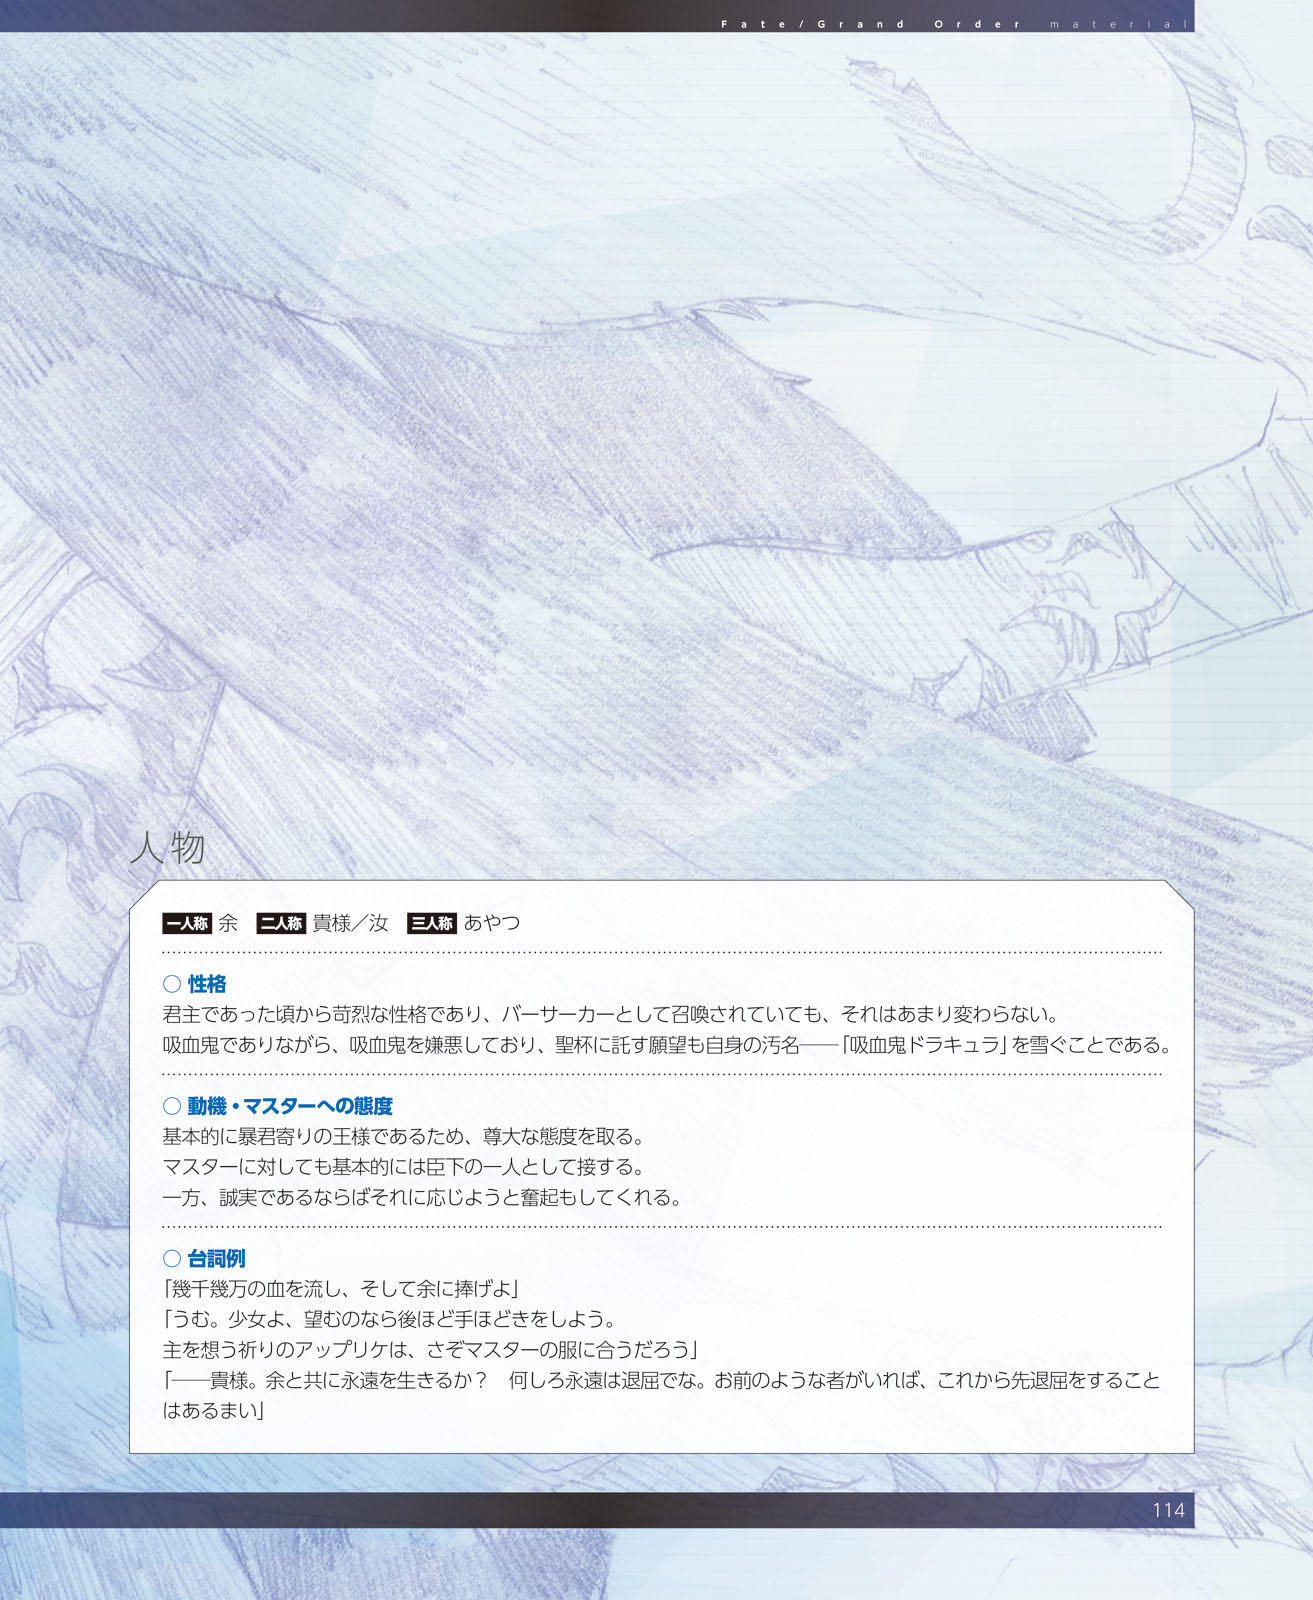 Fate/Grand Order material
人物
一人称 余 二人称 貴様／汝 三人称 あやつ
○ 性格
君主であった頃から苛烈な性格であり、バーサーカーとして召喚されていても、それはあまり変わらない。
吸血鬼でありながら、吸血鬼を嫌悪しており、聖杯に託す願望も自身の汚名――「吸血鬼ドラキュラ」を雪ぐことである。
○ 動機・マスターへの態度
基本的に暴君寄りの王様であるため、尊大な態度を取る。
マスターに対しても基本的には臣下の一人として接する。
一方、誠実であるならばそれに応じようと奮起もしてくれる。
○ 台詞例
「幾千幾万の血を流し、そして余に捧げよ」
「うむ。少女よ、望むのなら後ほど手ほどきをしよう。
主を想う祈りのアップリケは、さぞマスターの服に合うだろう」
「――貴様。余と共に永遠を生きるか？　何しろ永遠は退屈でな。お前のような者がいれば、これから先退屈をすること
はあるまい」
114